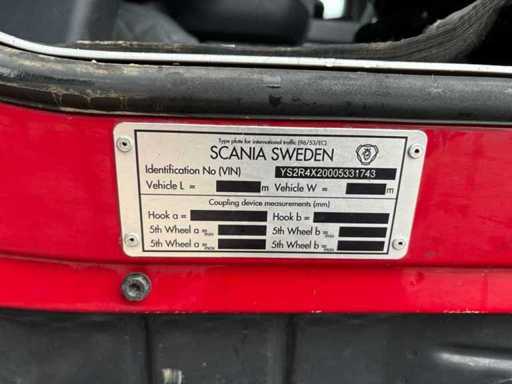 Type plate for international traffic (96/53/EC)
SCANIA SWEDEN
Identification No (VIN) YS2R4X20005331743
Vehicle L = m Vehicle W = m
Coupling device measurements (mm)
Hook a = Hook b =
5th Wheel a = min 5th Wheel b = min
5th Wheel a = max 5th Wheel b = max